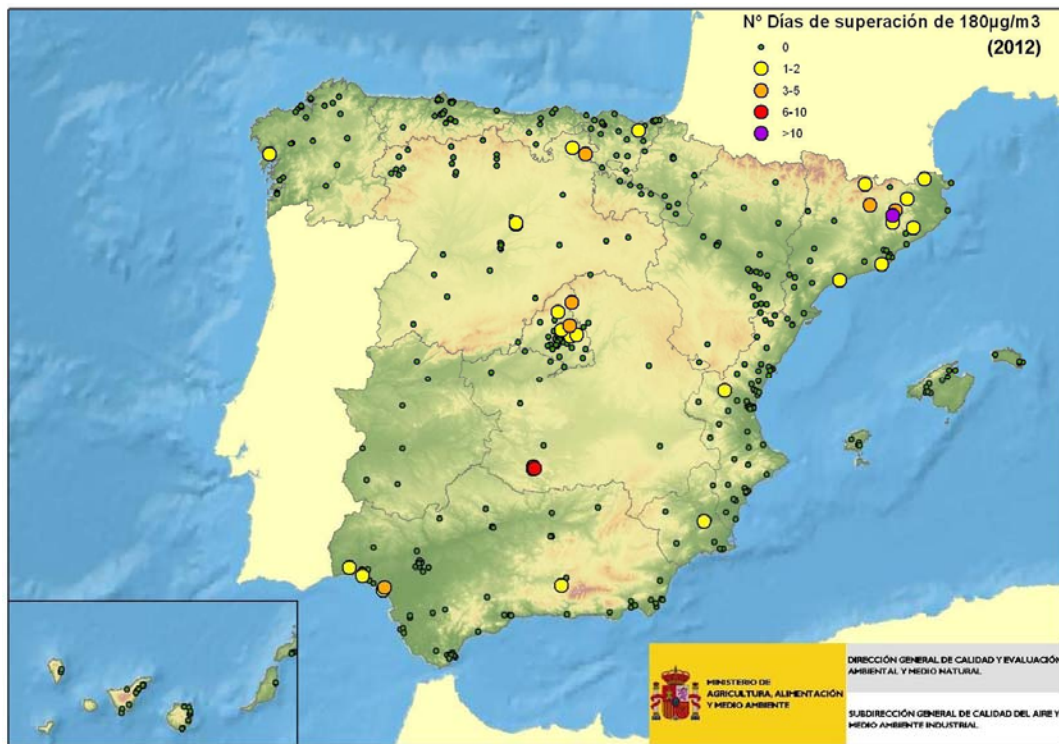 Nº Días de superación de 180µg/m3
(2012)
0
1-2
3-5
6-10
>10
MINISTERIO DE
AGRICULTURA, ALIMENTACIÓN
Y MEDIO AMBIENTE
DIRECCIÓN GENERAL DE CALIDAD Y EVALUACIÓN
AMBIENTAL Y MEDIO NATURAL
SUBDIRECCIÓN GENERAL DE CALIDAD DEL AIRE Y
MEDIO AMBIENTE INDUSTRIAL